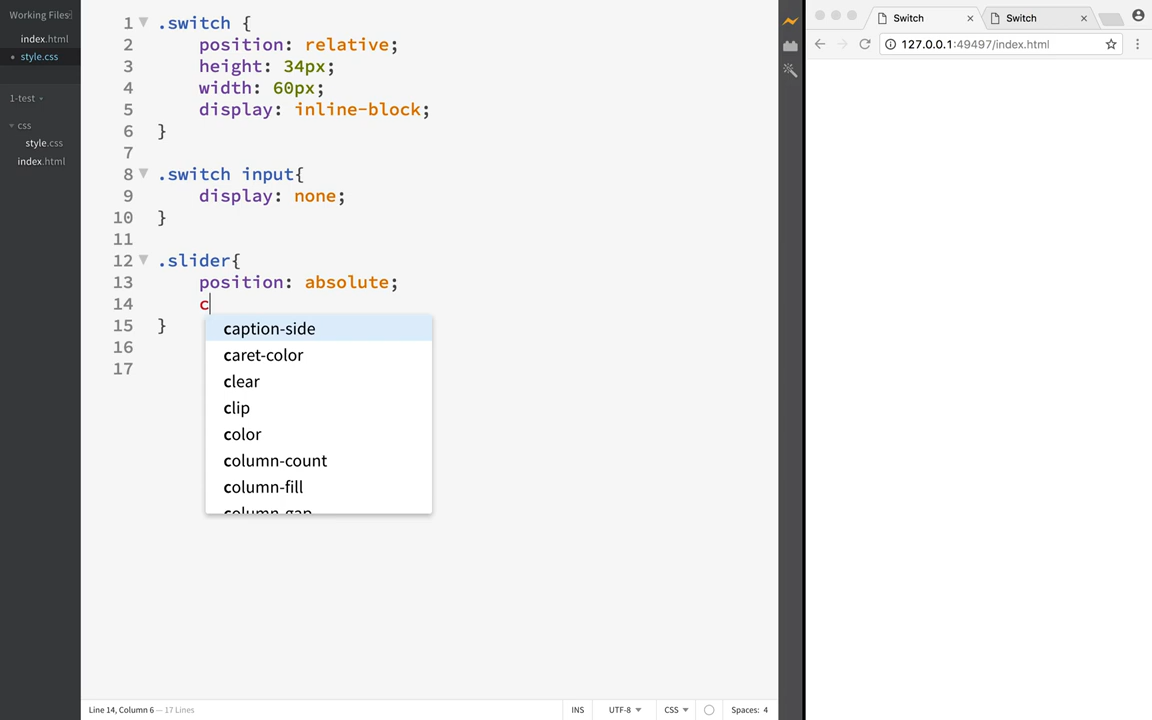 Working Files
index.html
• style.css
1-test
css
style.css
index.html
1 .switch {
2 position: relative;
3 height: 34px;
4 width: 60px;
5 display: inline-block;
6 }
7
8 .switch input{
9 display: none;
10 }
11
12 .slider{
13 position: absolute;
14 c
15 }
16
17
caption-side
caret-color
clear
clip
color
column-count
column-fill
column-gap
Line 14, Column 6 — 17 Lines
INS UTF-8 CSS Spaces: 4
Switch × Switch ×
127.0.0.1:49497/index.html